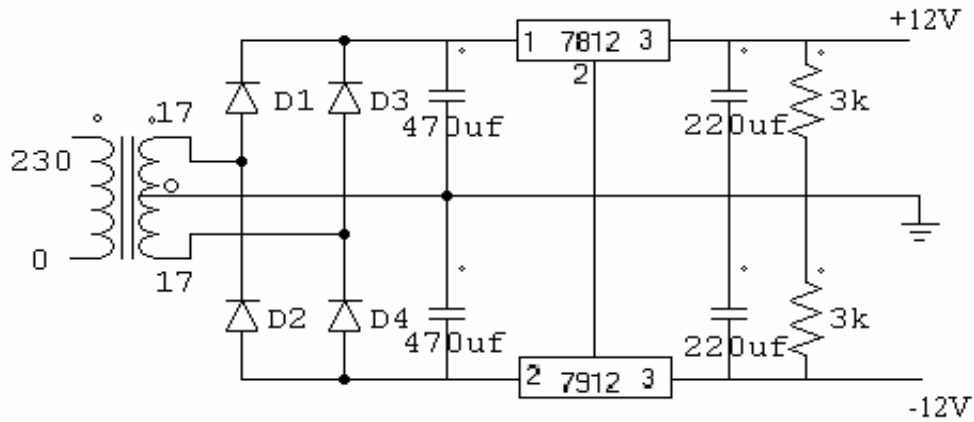 +12V
1 7812 3
2
17
D1
D3
470uf
220uf
3k
230
0
17
D2
D4
470uf
220uf
3k
2 7912 3
-12V